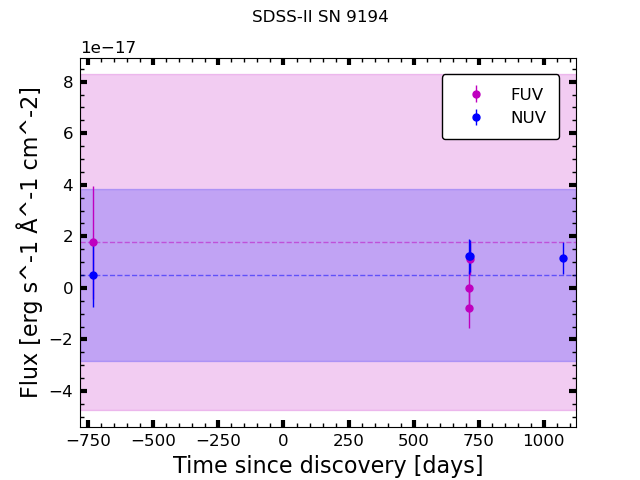 SDSS-II SN 9194
1e−17
8
6
4
2
0
−2
−4
Flux [erg s^-1 Å^-1 cm^-2]
FUV
NUV
−750 −500 −250 0 250 500 750 1000
Time since discovery [days]